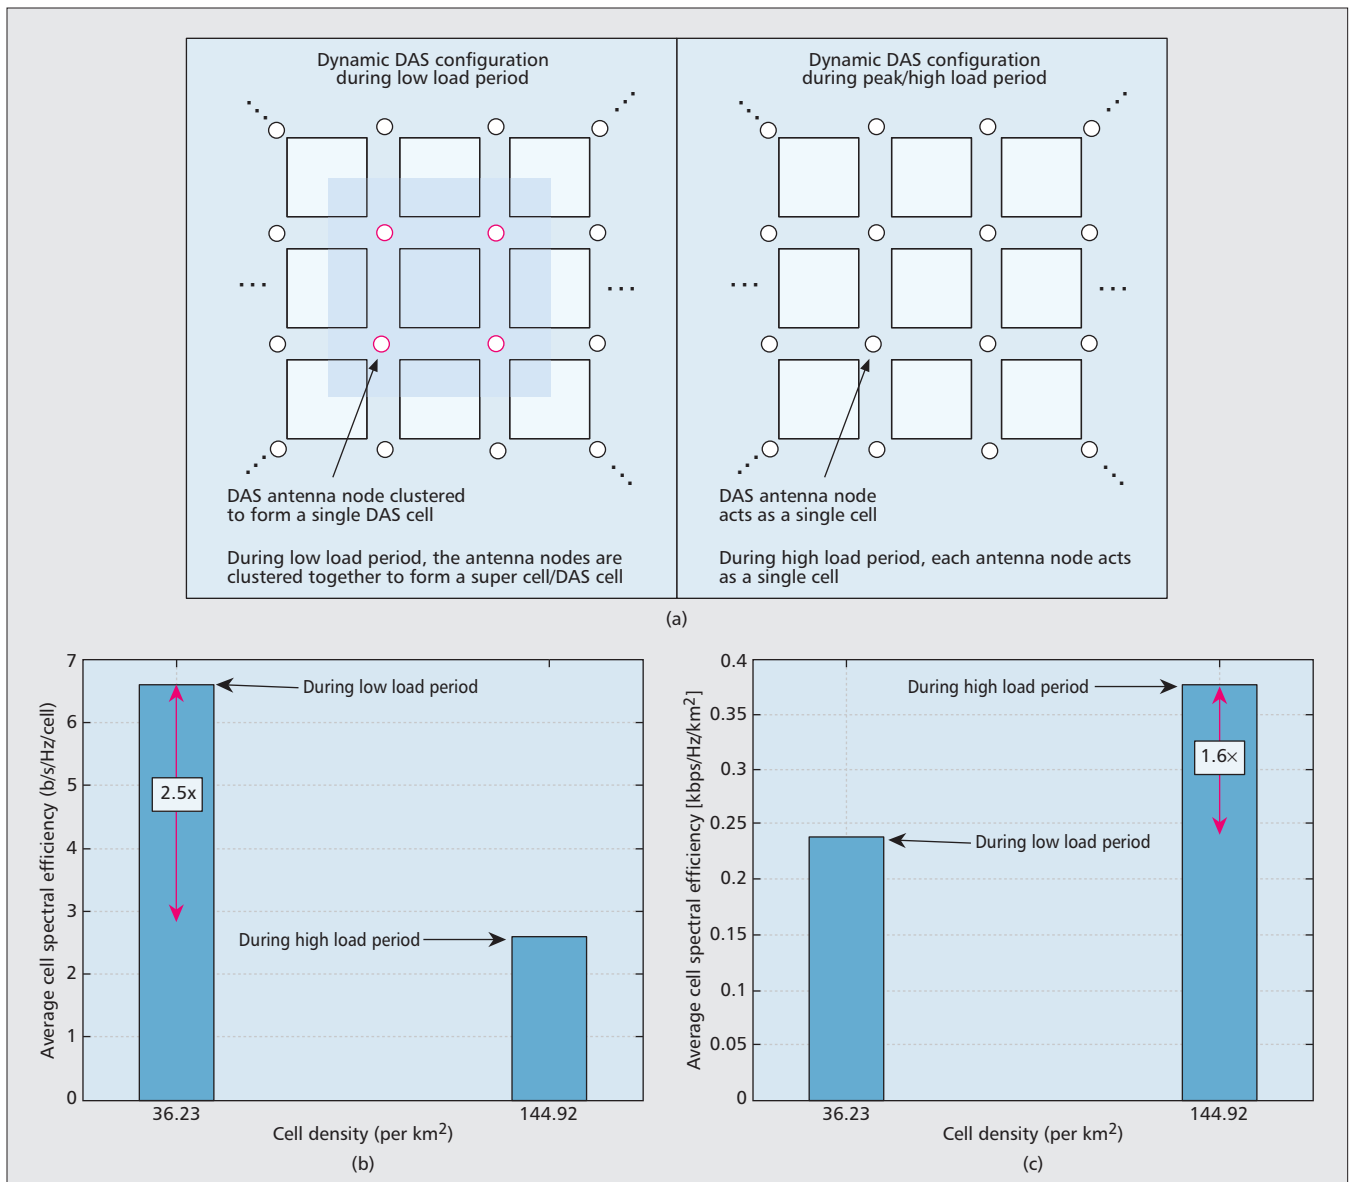 Dynamic DAS configuration
during low load period
Dynamic DAS configuration
during peak/high load period
DAS antenna node clustered
to form a single DAS cell
During low load period, the antenna nodes are
clustered together to form a super cell/DAS cell
DAS antenna node
acts as a single cell
During high load period, each antenna node acts
as a single cell
(a)
Average cell spectral efficiency (b/s/Hz/cell)
7
6
5
4
3
2
1
0
During low load period
2.5x
During high load period
36.23
144.92
Cell density (per km²)
(b)
Average cell spectral efficiency [kbps/Hz/km²]
0.4
0.35
0.3
0.25
0.2
0.15
0.1
0.05
0
During high load period
1.6×
During low load period
36.23
144.92
Cell density (per km²)
(c)